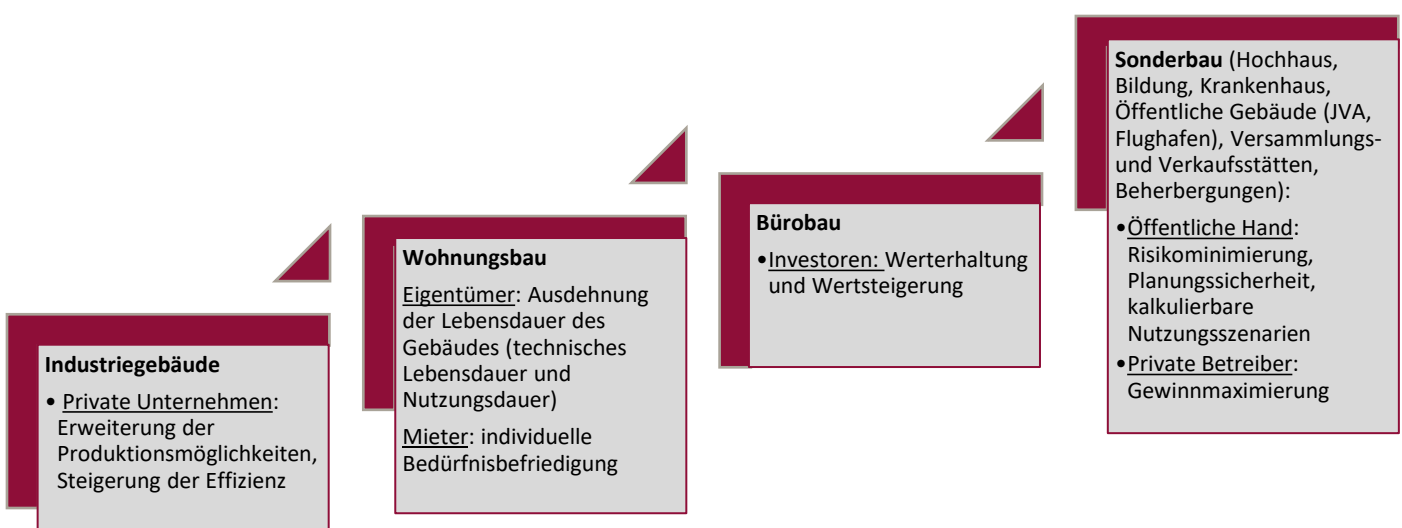 Industriegebäude
• Private Unternehmen:
Erweiterung der
Produktionsmöglichkeiten,
Steigerung der Effizienz
Wohnungsbau
Eigentümer: Ausdehnung
der Lebensdauer des
Gebäudes (technisches
Lebensdauer und
Nutzungsdauer)
Mieter: individuelle
Bedürfnisbefriedigung
Bürobau
•Investoren: Werterhaltung
und Wertsteigerung
Sonderbau (Hochhaus,
Bildung, Krankenhaus,
Öffentliche Gebäude (JVA,
Flughafen), Versammlungs-
und Verkaufsstätten,
Beherbergungen):
•Öffentliche Hand:
Risikominimierung,
Planungssicherheit,
kalkulierbare
Nutzungsszenarien
•Private Betreiber:
Gewinnmaximierung